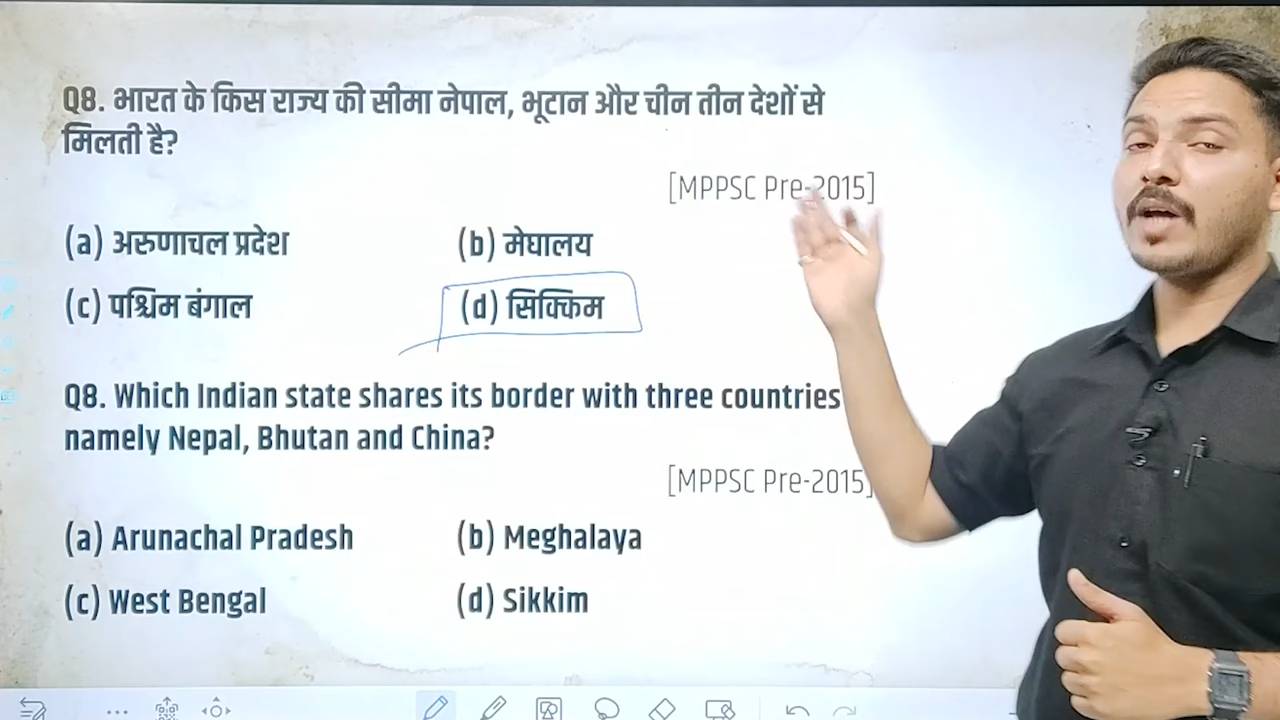 Q8. भारत के किस राज्य की सीमा नेपाल, भूटान और चीन तीन देशों से
मिलती है?
[MPPSC Pre-2015]
(a) अरुणाचल प्रदेश (b) मेघालय
(c) पश्चिम बंगाल (d) सिक्किम
Q8. Which Indian state shares its border with three countries
namely Nepal, Bhutan and China?
[MPPSC Pre-2015]
(a) Arunachal Pradesh (b) Meghalaya
(c) West Bengal (d) Sikkim